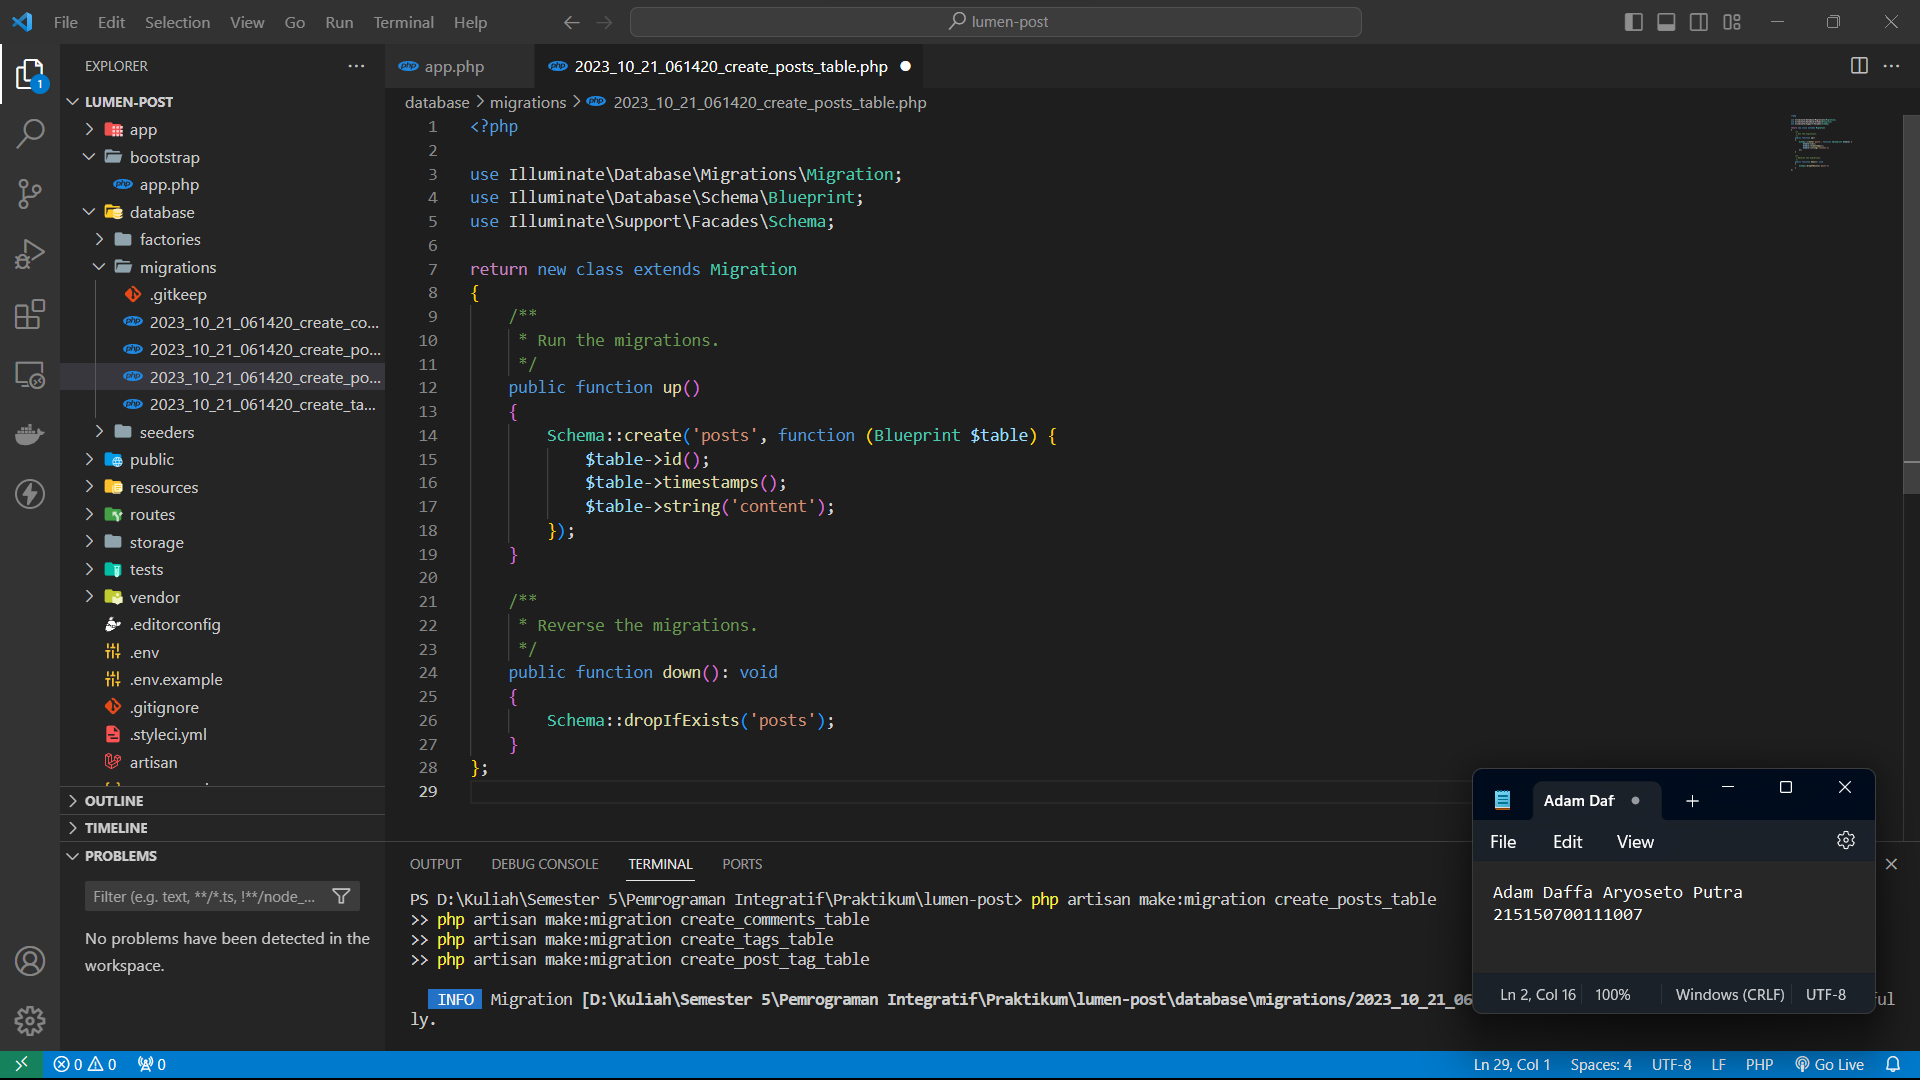 File Edit Selection View Go Run Terminal Help
lumen-post
EXPLORER
1
LUMEN-POST
app
bootstrap
app.php
database
factories
migrations
.gitkeep
2023_10_21_061420_create_co...
2023_10_21_061420_create_po...
2023_10_21_061420_create_po...
2023_10_21_061420_create_ta...
seeders
public
resources
routes
storage
tests
vendor
.editorconfig
.env
.env.example
.gitignore
.styleci.yml
artisan
OUTLINE
TIMELINE
PROBLEMS
Filter (e.g. text, **/*.ts, !**/node_...
No problems have been detected in the
workspace.
app.php
2023_10_21_061420_create_posts_table.php
database > migrations > 2023_10_21_061420_create_posts_table.php
1 <?php
2
3 use Illuminate\Database\Migrations\Migration;
4 use Illuminate\Database\Schema\Blueprint;
5 use Illuminate\Support\Facades\Schema;
6
7 return new class extends Migration
8 {
9 /**
10 * Run the migrations.
11 */
12 public function up()
13 {
14 Schema::create('posts', function (Blueprint $table) {
15 $table->id();
16 $table->timestamps();
17 $table->string('content');
18 });
19 }
20
21 /**
22 * Reverse the migrations.
23 */
24 public function down(): void
25 {
26 Schema::dropIfExists('posts');
27 }
28 };
29
OUTPUT DEBUG CONSOLE TERMINAL PORTS
PS D:\Kuliah\Semester 5\Pemrograman Integratif\Praktikum\lumen-post> php artisan make:migration create_posts_table
>> php artisan make:migration create_comments_table
>> php artisan make:migration create_tags_table
>> php artisan make:migration create_post_tag_table
INFO Migration [D:\Kuliah\Semester 5\Pemrograman Integratif\Praktikum\lumen-post\database\migrations/2023_10_21_06
ul
ly.
Adam Daf
File Edit View
Adam Daffa Aryoseto Putra
215150700111007
Ln 2, Col 16 100% Windows (CRLF) UTF-8
0 0 0
Ln 29, Col 1 Spaces: 4 UTF-8 LF PHP Go Live